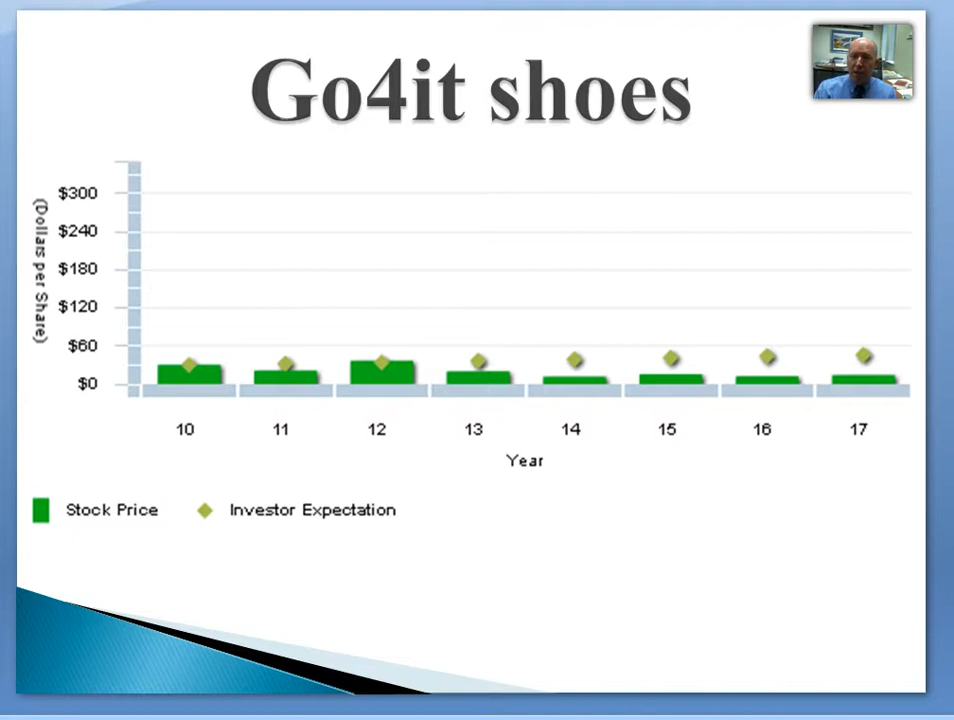 Go4it shoes
(Dollars per Share)
$300
$240
$180
$120
$60
$0
10 11 12 13 14 15 16 17
Year
Stock Price Investor Expectation